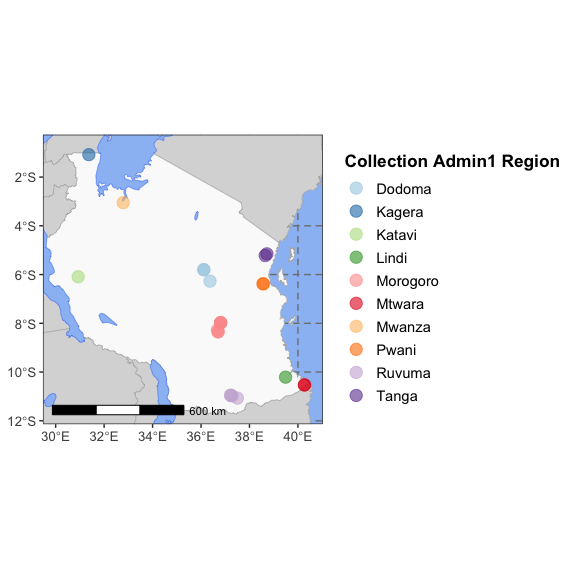 Collection Admin1 Region
Dodoma
Kagera
Katavi
Lindi
Morogoro
Mtwara
Mwanza
Pwani
Ruvuma
Tanga
2°S
4°S
6°S
8°S
10°S
12°S
600 km
30°E 32°E 34°E 36°E 38°E 40°E